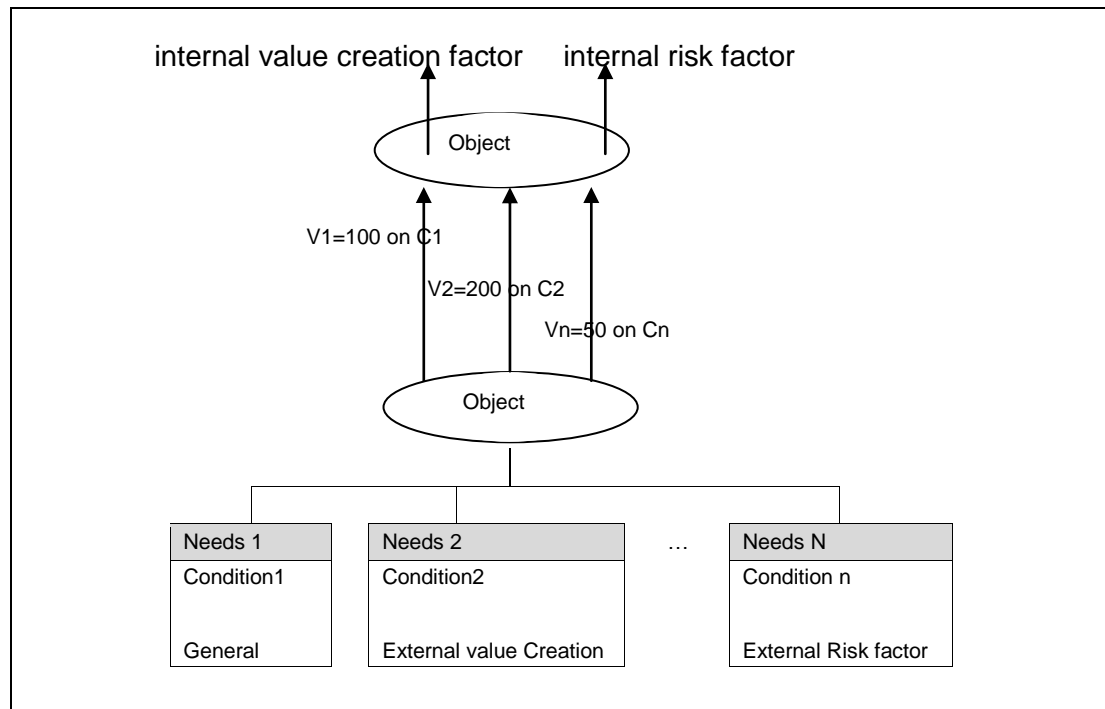 internal value creation factor internal risk factor
Object
V1=100 on C1
V2=200 on C2
Vn=50 on Cn
Object
Needs 1
Condition1
General
Needs 2
Condition2
External value Creation
…
Needs N
Condition n
External Risk factor